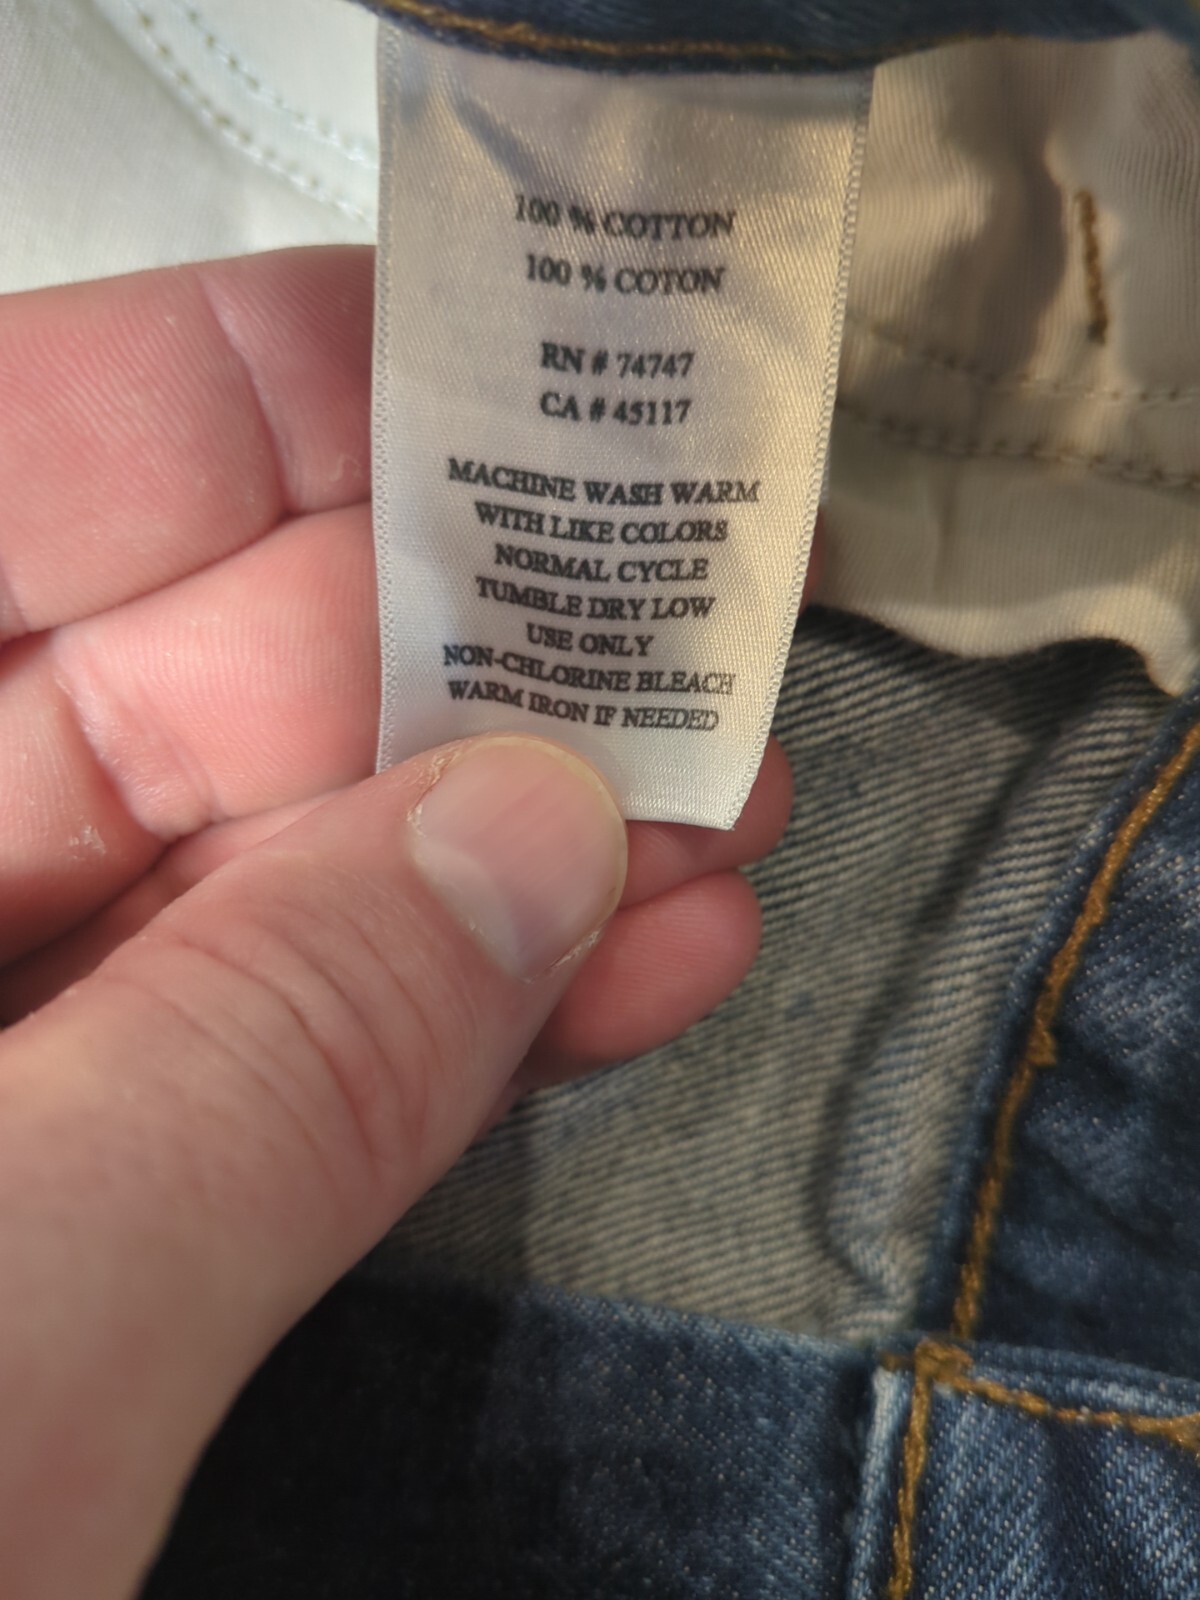 100 % COTTON
100 % COTON
RN # 74747
CA # 45117
MACHINE WASH WARM
WITH LIKE COLORS
NORMAL CYCLE
TUMBLE DRY LOW
USE ONLY
NON-CHLORINE BLEACH
WARM IRON IF NEEDED